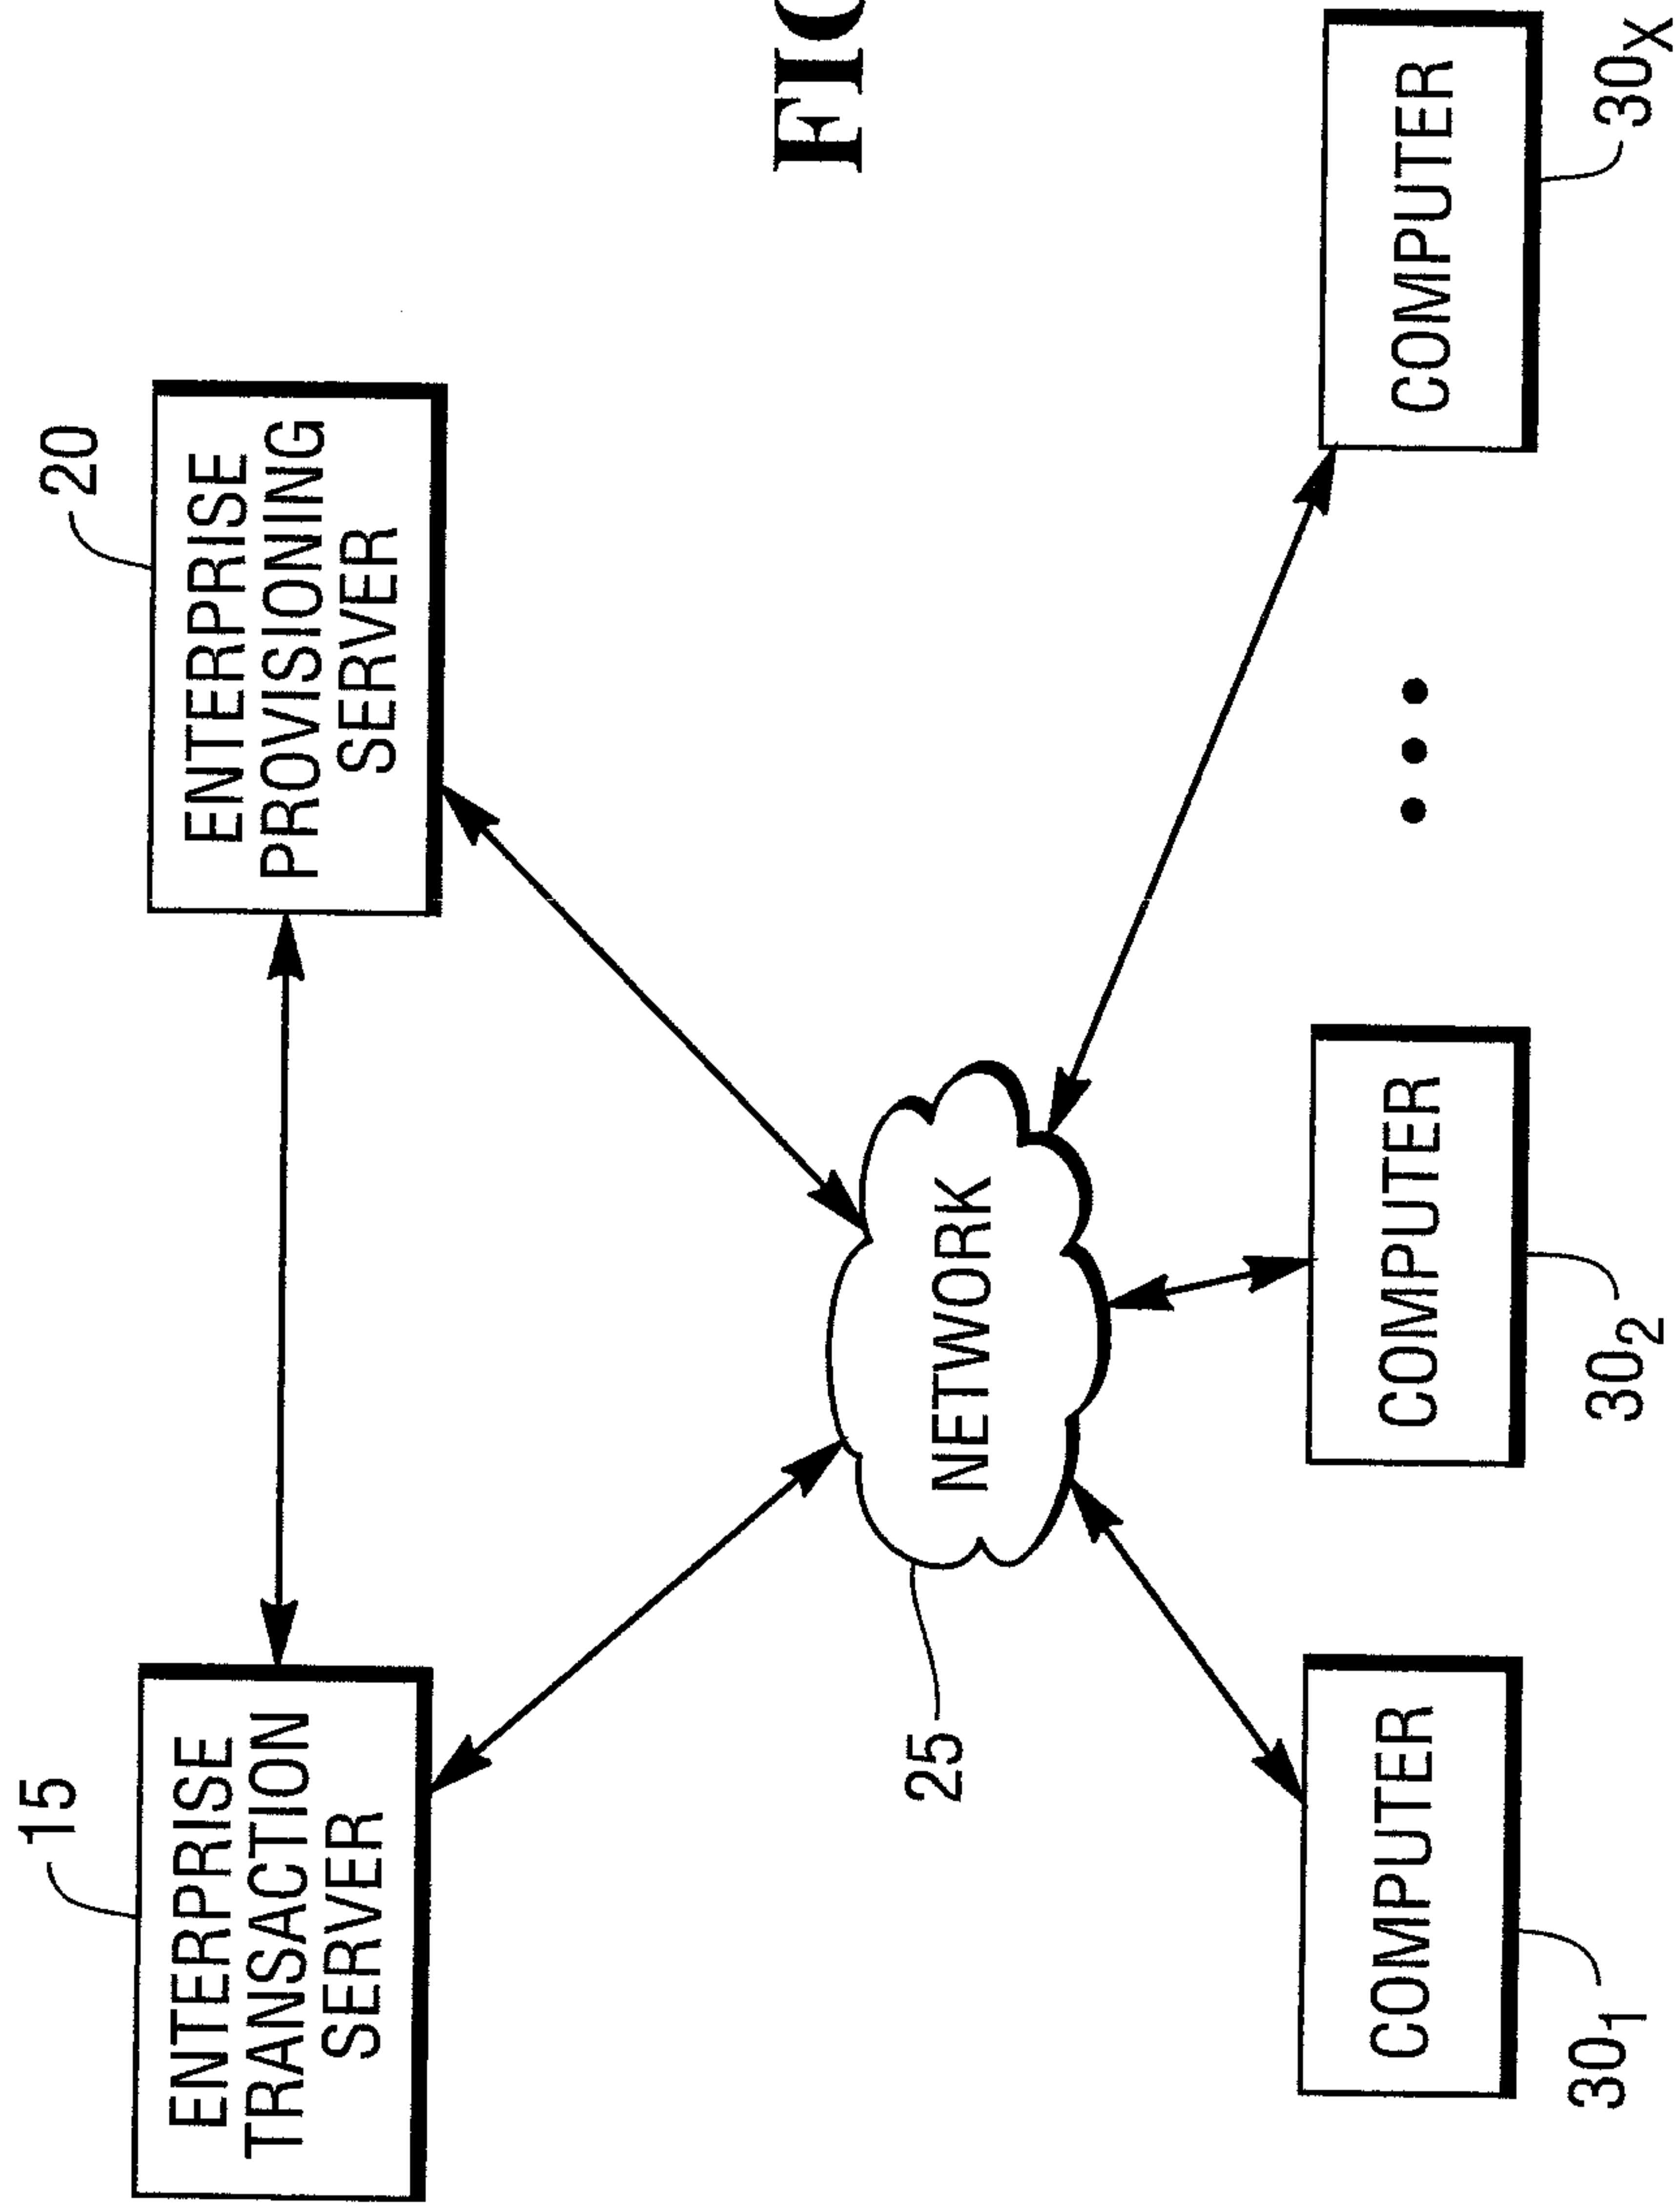 15
ENTERPRISE
TRANSACTION
SERVER
20
ENTERPRISE
PROVISIONING
SERVER
25
NETWORK
COMPUTER
30₁
COMPUTER
30₂
• • •
COMPUTER
30ₓ